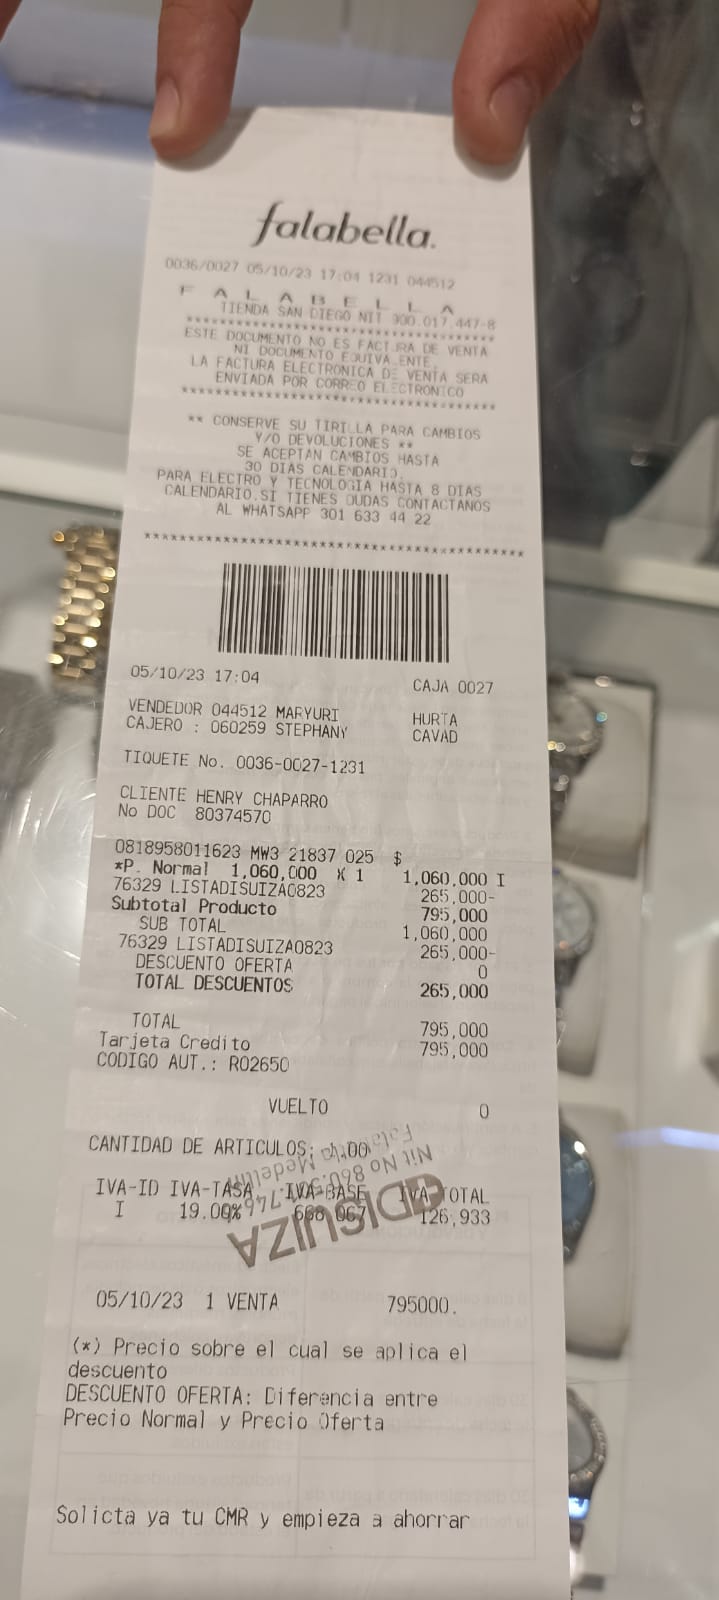 falabella.
0036/0027 05/10/23 17:04 1231 044512
F A L A B E L L A
TIENDA SAN DIEGO NIT 900.017.447-8
**********************************
ESTE DOCUMENTO NO ES FACTURA DE VENTA
NI DOCUMENTO EQUIVALENTE.
LA FACTURA ELECTRONICA DE VENTA SERA
ENVIADA POR CORREO ELECTRONICO
**********************************
** CONSERVE SU TIRILLA PARA CAMBIOS
Y/O DEVOLUCIONES **
SE ACEPTAN CAMBIOS HASTA
30 DIAS CALENDARIO.
PARA ELECTRO Y TECNOLOGIA HASTA 8 DIAS
CALENDARIO.SI TIENES DUDAS CONTACTANOS
AL WHATSAPP 301 633 44 22
****************************************
05/10/23 17:04 CAJA 0027
VENDEDOR 044512 MARYURI HURTA
CAJERO : 060259 STEPHANY CAVAD
TIQUETE No. 0036-0027-1231
CLIENTE HENRY CHAPARRO
No DOC 80374570
0818958011623 MW3 21837 025 $
*P. Normal 1,060,000 X 1 1,060,000 I
76329 LISTADISUIZA0823 265,000-
Subtotal Producto 795,000
SUB TOTAL 1,060,000
76329 LISTADISUIZA0823 265,000-
DESCUENTO OFERTA 0
TOTAL DESCUENTOS 265,000
TOTAL 795,000
Tarjeta Credito 795,000
CODIGO AUT.: R02650
VUELTO 0
CANTIDAD DE ARTICULOS: 1.00
IVA-ID IVA-TASA IVA-BASE IVA-TOTAL
I 19.00% 668,067 126,933
DISUIZA
Nit No 860.
Falabella Medellin
05/10/23 1 VENTA 795000.
(*) Precio sobre el cual se aplica el
descuento
DESCUENTO OFERTA: Diferencia entre
Precio Normal y Precio Oferta
Solicta ya tu CMR y empieza a ahorrar